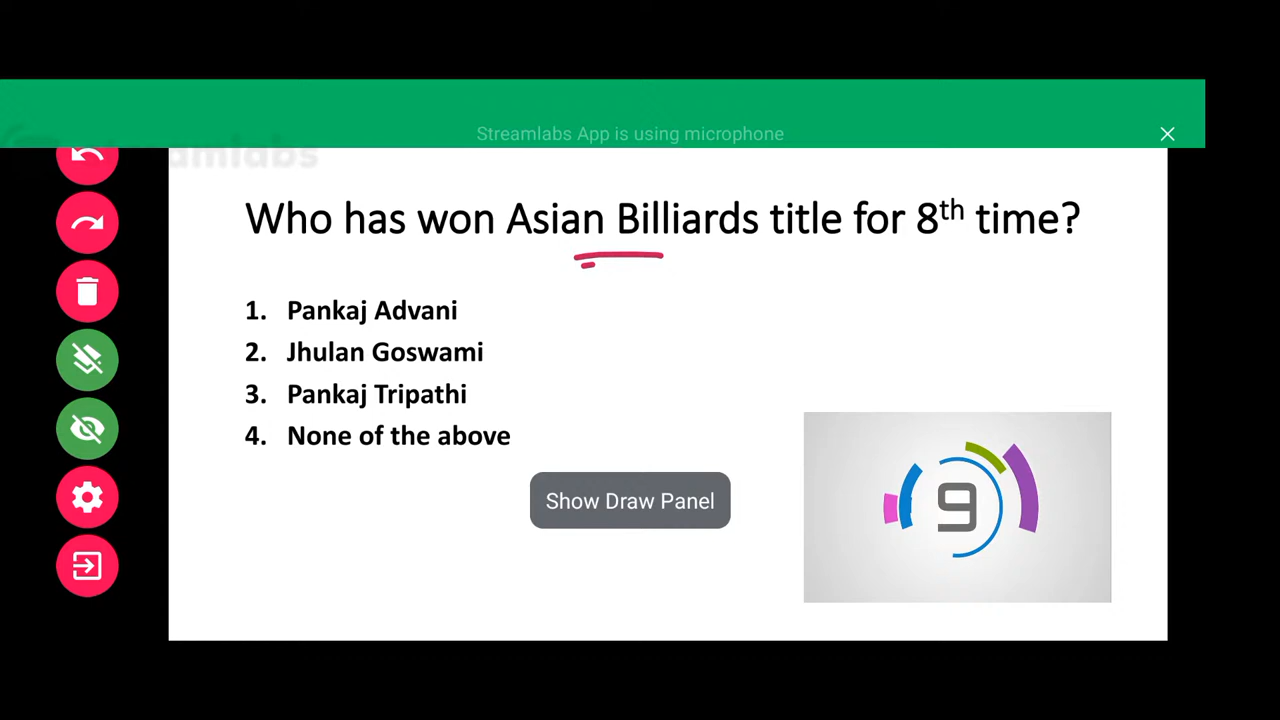 Streamlabs App is using microphone
amlabs
Who has won Asian Billiards title for 8th time?
1. Pankaj Advani
2. Jhulan Goswami
3. Pankaj Tripathi
4. None of the above
Show Draw Panel
9